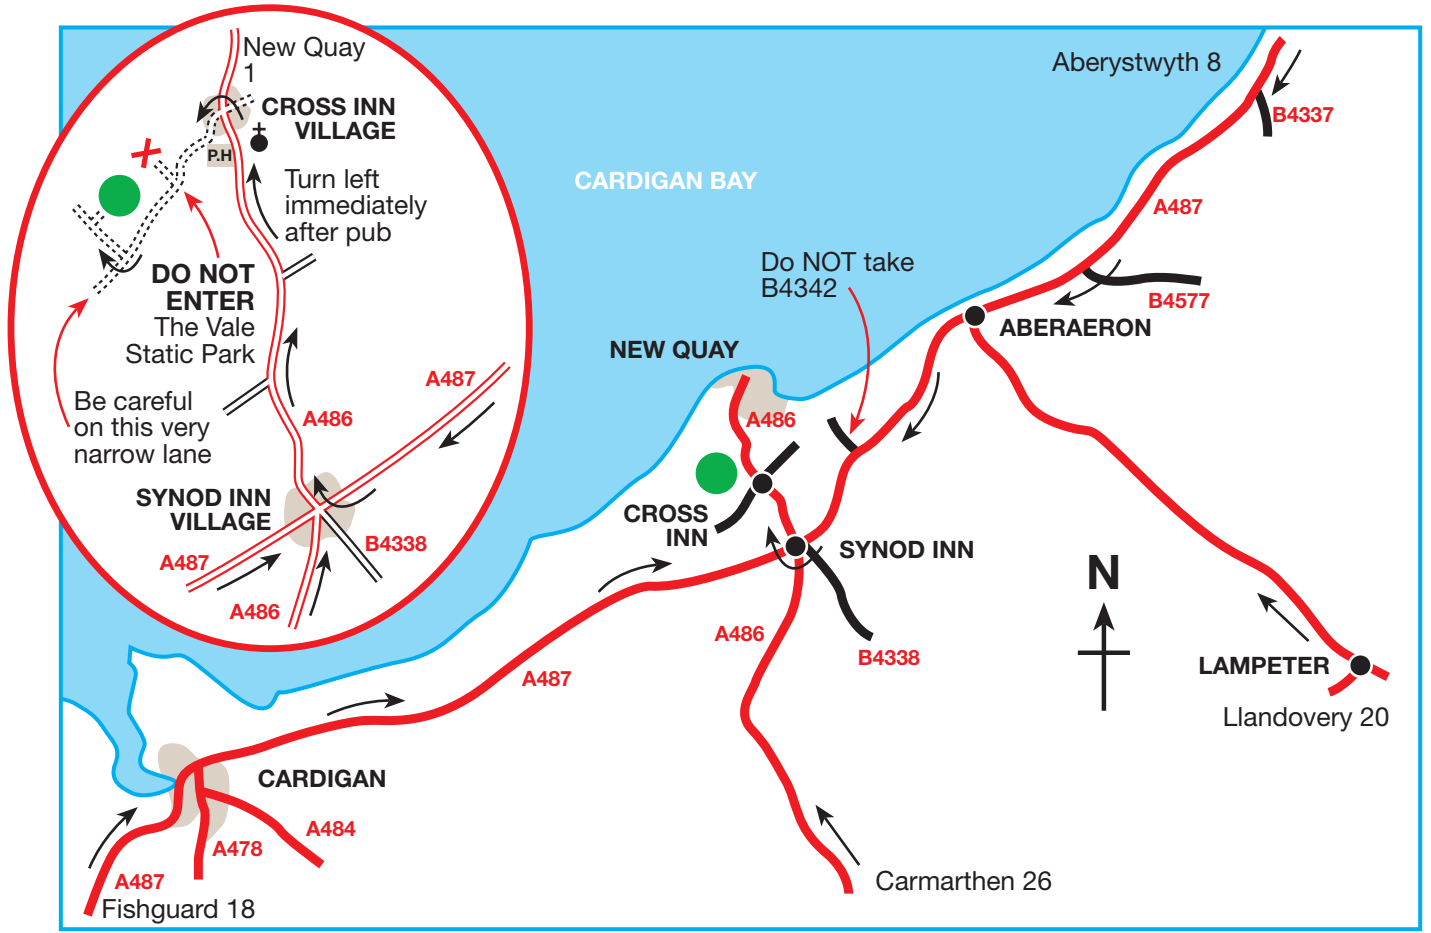 New Quay
1
CROSS INN
VILLAGE
P.H
Turn left
immediately
after pub
DO NOT
ENTER
The Vale
Static Park
Be careful
on this very
narrow lane
A487
A486
SYNOD INN
VILLAGE
A487
B4338
A486
Aberystwyth 8
B4337
CARDIGAN BAY
A487
Do NOT take
B4342
B4577
ABERAERON
NEW QUAY
A486
CROSS
INN
SYNOD INN
A486
B4338
A487
N
LAMPETER
Llandovery 20
CARDIGAN
A484
A478
A487
Fishguard 18
Carmarthen 26